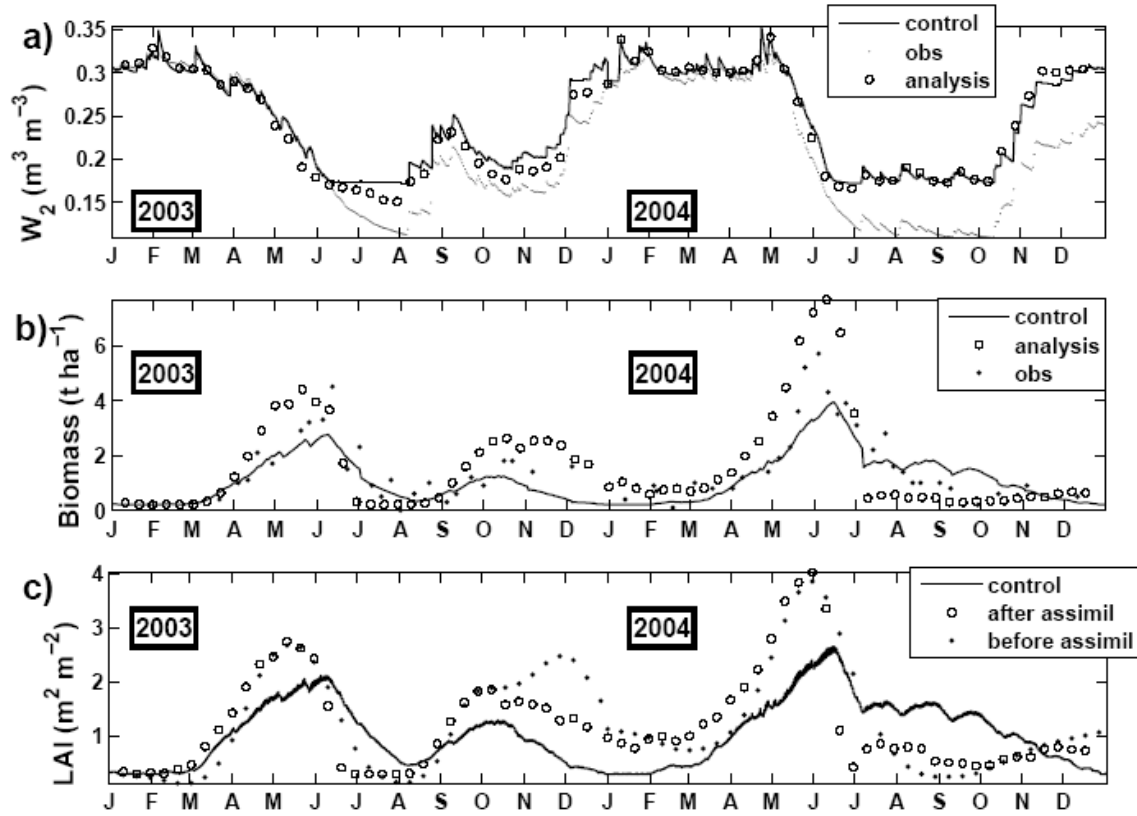 a)
W2 (m3 m−3)
0.35
0.3
0.25
0.2
0.15
control
obs
analysis
2003
2004
J F M A M J J A S O N D J F M A M J J A S O N D
b)
Biomass (t ha−1)
6
4
2
0
control
analysis
obs
2003
2004
J F M A M J J A S O N D J F M A M J J A S O N D
c)
LAI (m2 m−2)
4
3
2
1
control
after assimil
before assimil
2003
2004
J F M A M J J A S O N D J F M A M J J A S O N D